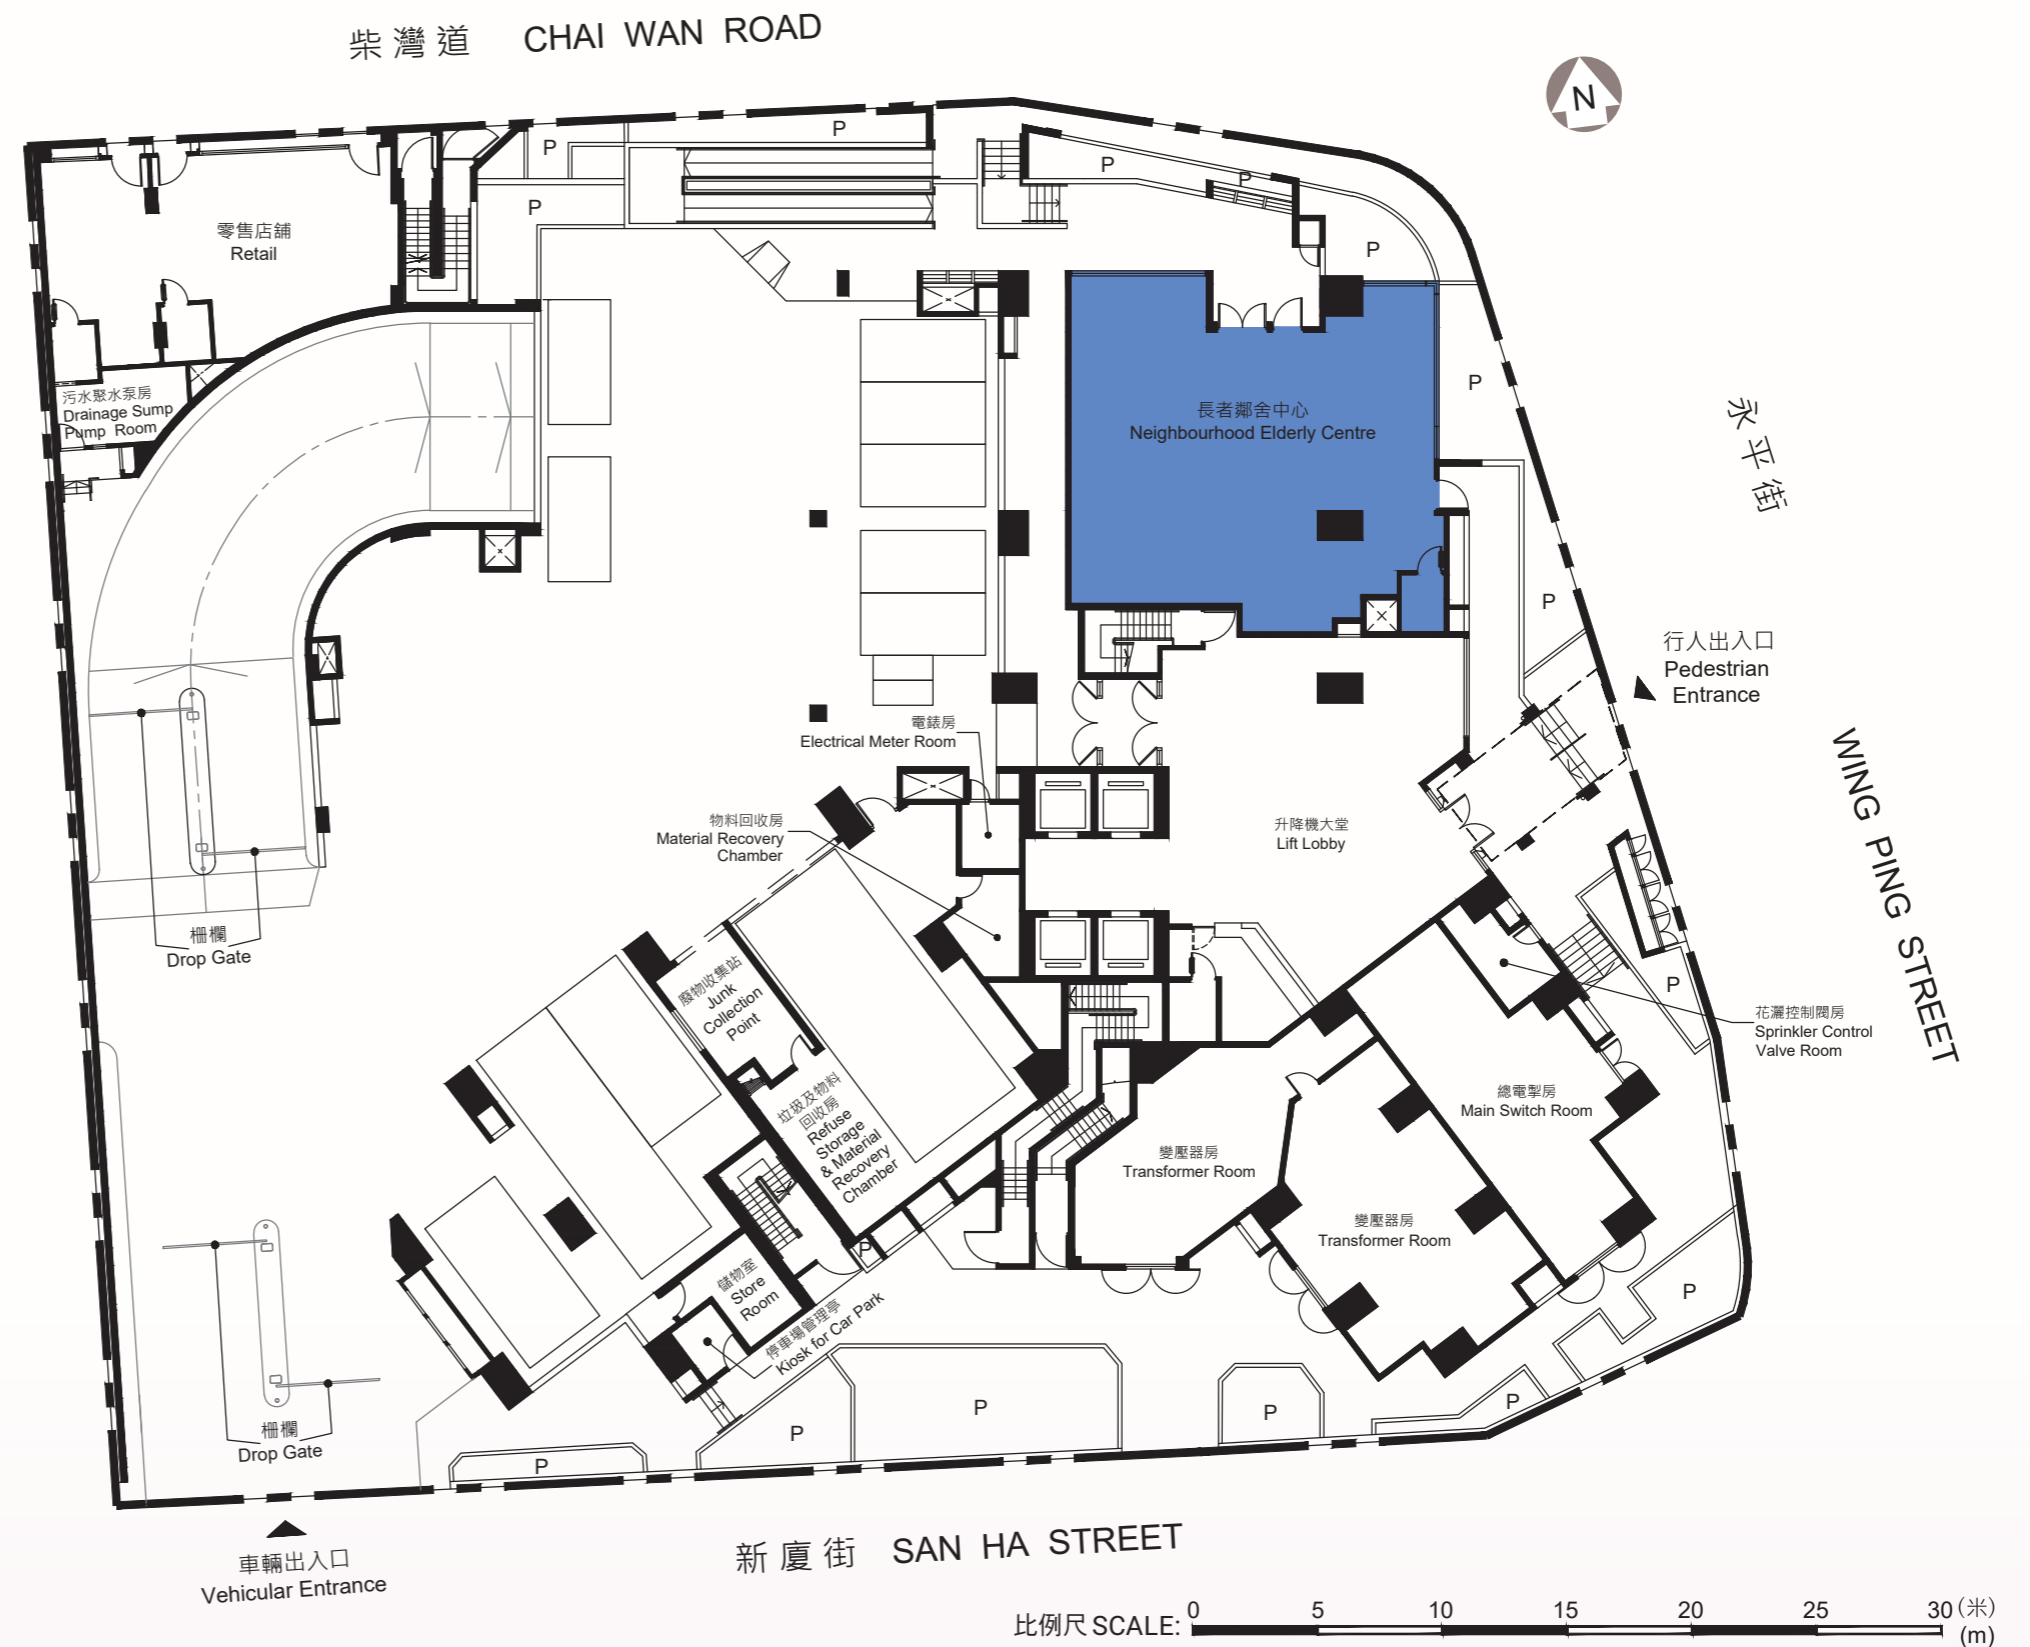 柴灣道 CHAI WAN ROAD
N
P
P
P
P
P
P
零售店舖
Retail
P
污水聚水泵房
Drainage Sump
Pump Room
長者鄰舍中心
Neighbourhood Elderly Centre
永平街
WING PING STREET
P
行人出入口
Pedestrian
Entrance
電錶房
Electrical Meter Room
物料回收房
Material Recovery
Chamber
升降機大堂
Lift Lobby
柵欄
Drop Gate
廢物收集站
Junk
Collection
Point
P
花灑控制閥房
Sprinkler Control
Valve Room
垃圾及物料
回收房
Refuse
Storage
& Material
Recovery
Chamber
總電掣房
Main Switch Room
變壓器房
Transformer Room
變壓器房
Transformer Room
P
儲物室
Store
Room
P
停車場管理亭
Kiosk for Car Park
柵欄
Drop Gate
P
P
P
P
P
車輛出入口
Vehicular Entrance
新廈街 SAN HA STREET
比例尺 SCALE: 0 5 10 15 20 25 30 (米)
(m)